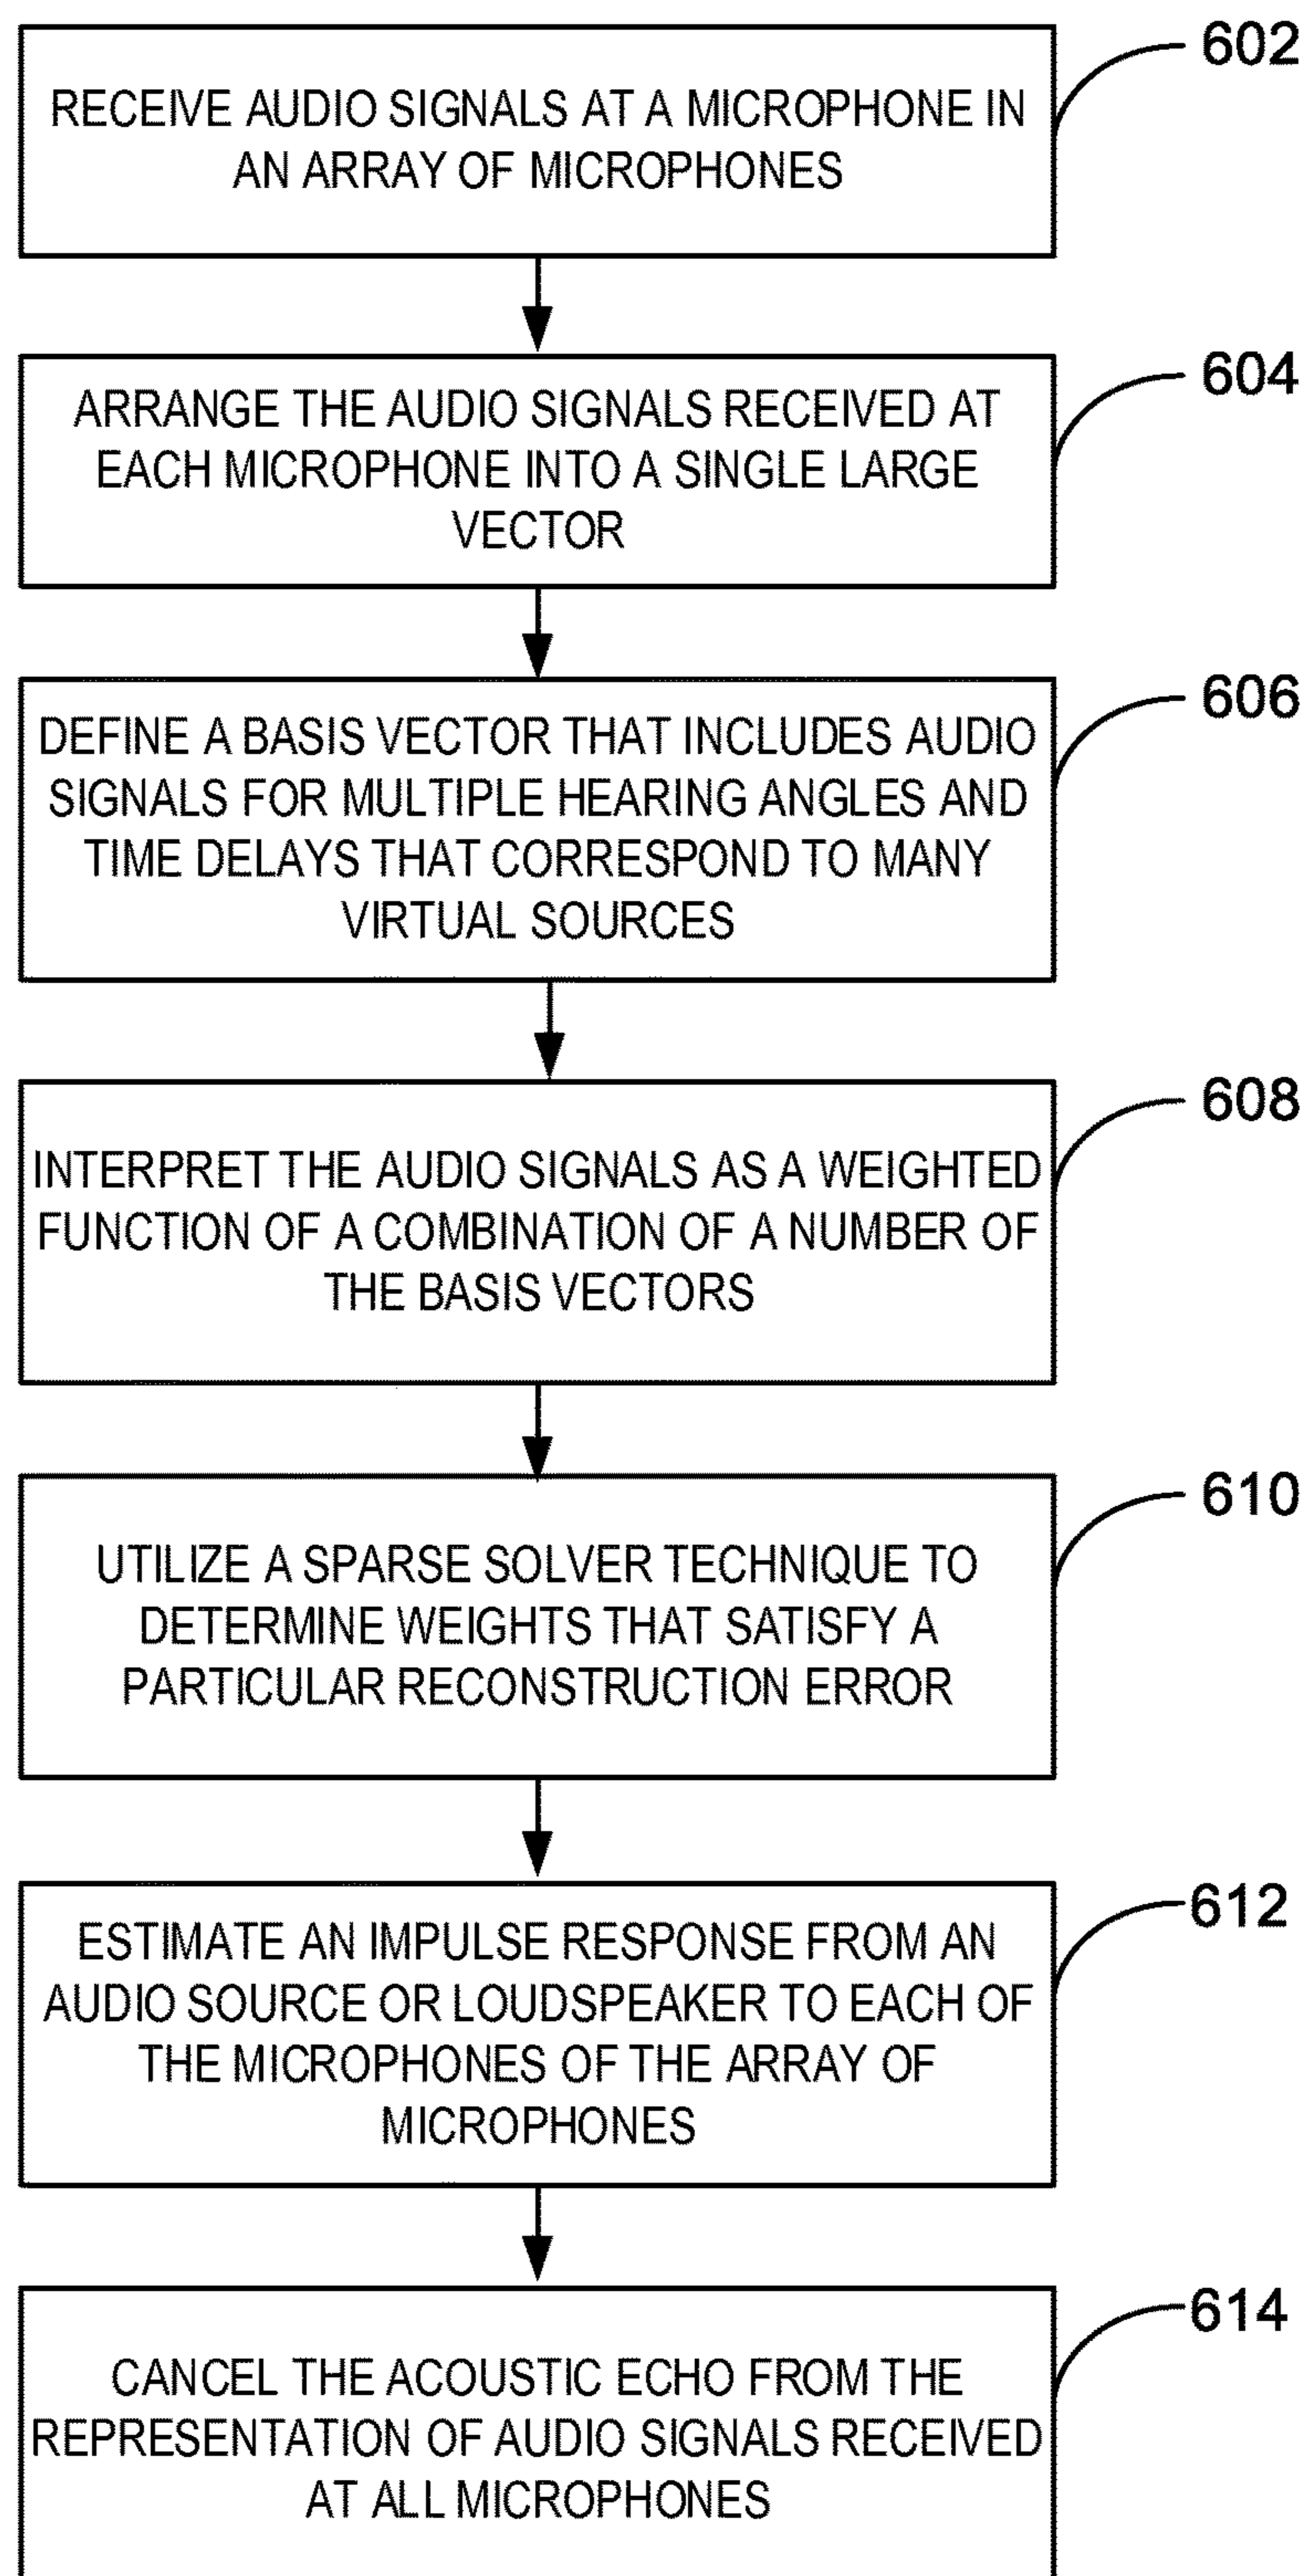 602
RECEIVE AUDIO SIGNALS AT A MICROPHONE IN
AN ARRAY OF MICROPHONES
604
ARRANGE THE AUDIO SIGNALS RECEIVED AT
EACH MICROPHONE INTO A SINGLE LARGE
VECTOR
606
DEFINE A BASIS VECTOR THAT INCLUDES AUDIO
SIGNALS FOR MULTIPLE HEARING ANGLES AND
TIME DELAYS THAT CORRESPOND TO MANY
VIRTUAL SOURCES
608
INTERPRET THE AUDIO SIGNALS AS A WEIGHTED
FUNCTION OF A COMBINATION OF A NUMBER OF
THE BASIS VECTORS
610
UTILIZE A SPARSE SOLVER TECHNIQUE TO
DETERMINE WEIGHTS THAT SATISFY A
PARTICULAR RECONSTRUCTION ERROR
612
ESTIMATE AN IMPULSE RESPONSE FROM AN
AUDIO SOURCE OR LOUDSPEAKER TO EACH OF
THE MICROPHONES OF THE ARRAY OF
MICROPHONES
614
CANCEL THE ACOUSTIC ECHO FROM THE
REPRESENTATION OF AUDIO SIGNALS RECEIVED
AT ALL MICROPHONES